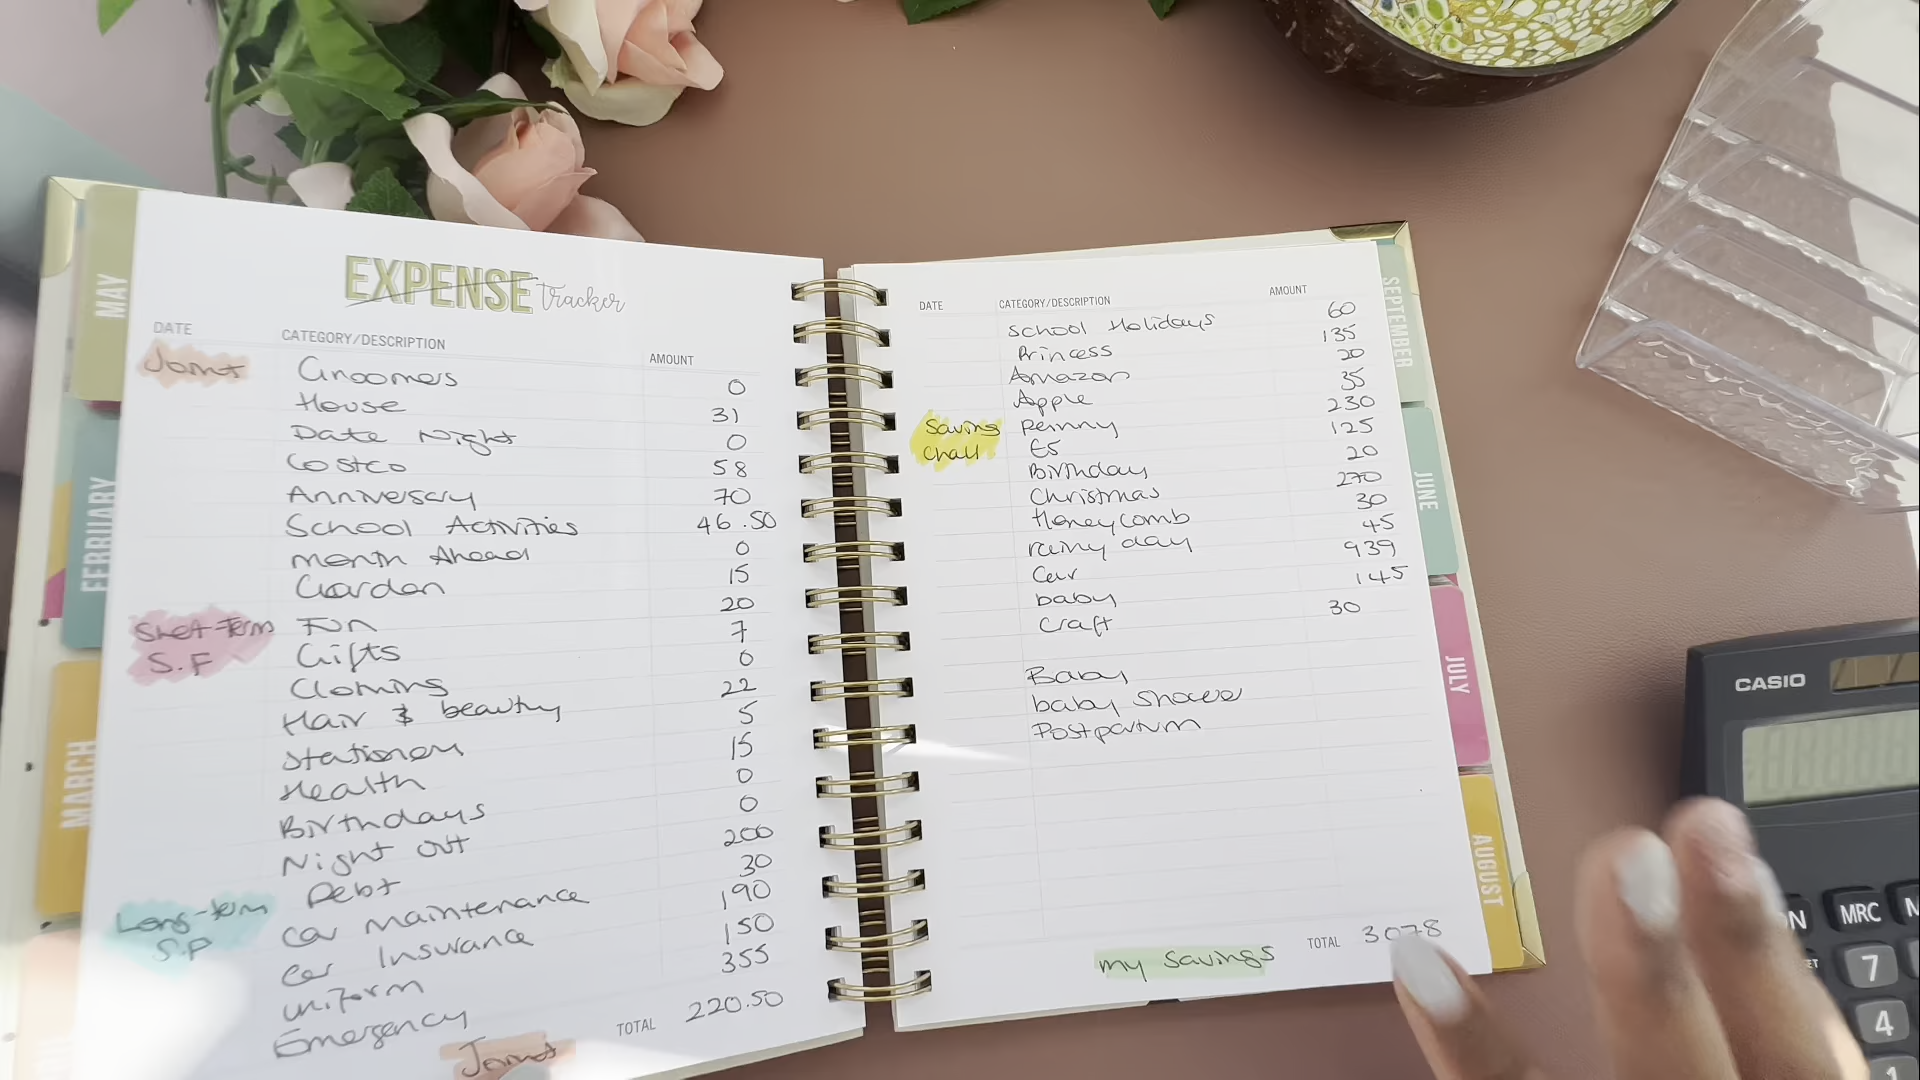 EXPENSE tracker
DATE CATEGORY/DESCRIPTION AMOUNT
Joint Groomers 0
House 31
Date Night 0
Costco 58
Anniversary 70
School Activities 46.50
Month Ahead 0
Garden 15
Short-Term Fun 20
S.F Gifts 7
Clothing 0
Hair & beauty 22
Stationery 5
Health 15
Birthdays 0
Night out 0
Debt 200
Long-term Car maintenance 30
S.F Car Insurance 190
Uniform 150
Emergency 355
Joint TOTAL 220.50
DATE CATEGORY/DESCRIPTION AMOUNT
School Holidays 60
Princess 135
Amazon 20
Apple 35
Saving Penny 230
Chall £5 125
Birthday 20
Christmas 270
Honeycomb 30
rainy day 45
Car 939
baby 145
Craft 30
Baby
baby shower
Postpartum
my Savings TOTAL 3078
MAY
FEBRUARY
MARCH
SEPTEMBER
JUNE
JULY
AUGUST
CASIO
MRC
7
4
1